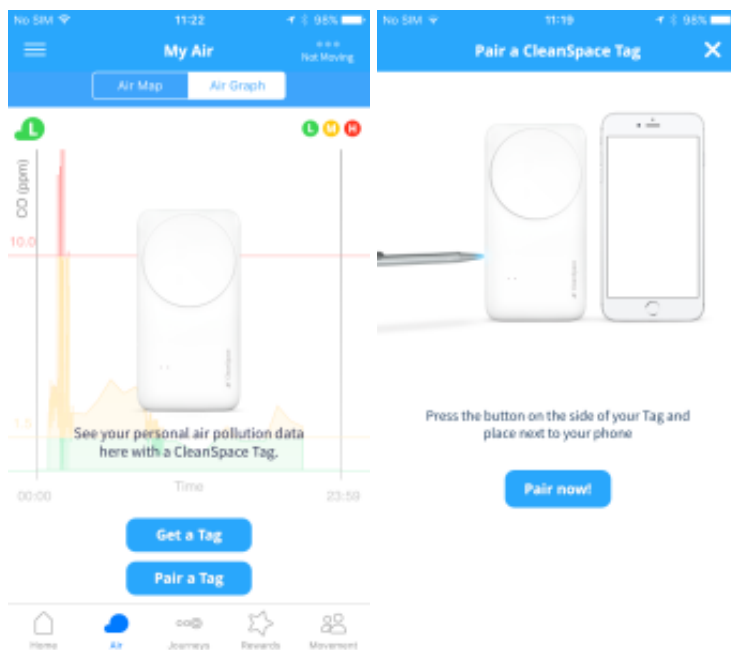 No SIM
11:22
98%
My Air
Not Moving
Air Map
Air Graph
L
L M H
CO (ppm)
10.0
1.0
CleanSpace
See your personal air pollution data
here with a CleanSpace Tag.
00:00
Time
23:59
Get a Tag
Pair a Tag
Home
Air
Journeys
Rewards
Movement
No SIM
11:19
98%
Pair a CleanSpace Tag
CleanSpace
Press the button on the side of your Tag and
place next to your phone
Pair now!